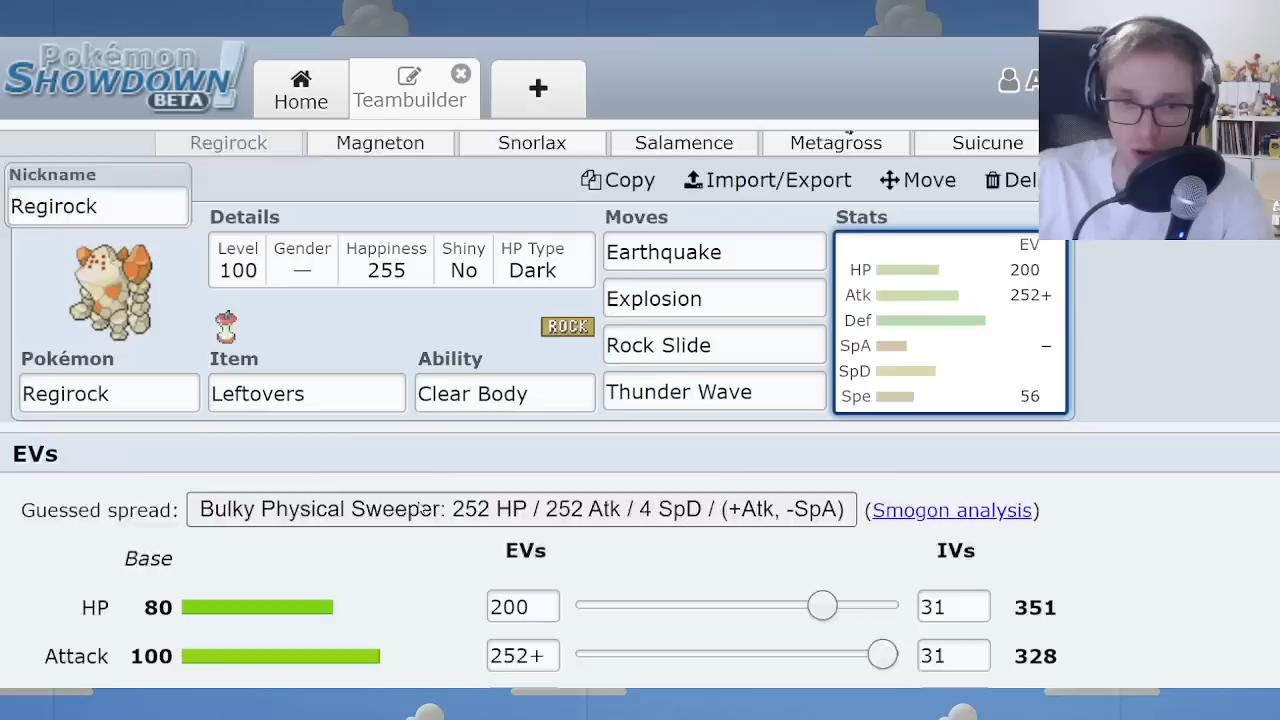 Pokémon
SHOWDOWN!
BETA
Home
Teambuilder
+
Regirock
Magneton
Snorlax
Salamence
Metagross
Suicune
Nickname
Regirock
Copy
Import/Export
Move
Del
Details
Level
100
Gender
—
Happiness
255
Shiny
No
HP Type
Dark
ROCK
Pokémon
Regirock
Item
Leftovers
Ability
Clear Body
Moves
Earthquake
Explosion
Rock Slide
Thunder Wave
Stats
EV
HP 200
Atk 252+
Def
SpA −
SpD
Spe 56
EVs
Guessed spread: Bulky Physical Sweeper: 252 HP / 252 Atk / 4 SpD / (+Atk, -SpA) (Smogon analysis)
Base EVs IVs
HP 80 200 31 351
Attack 100 252+ 31 328